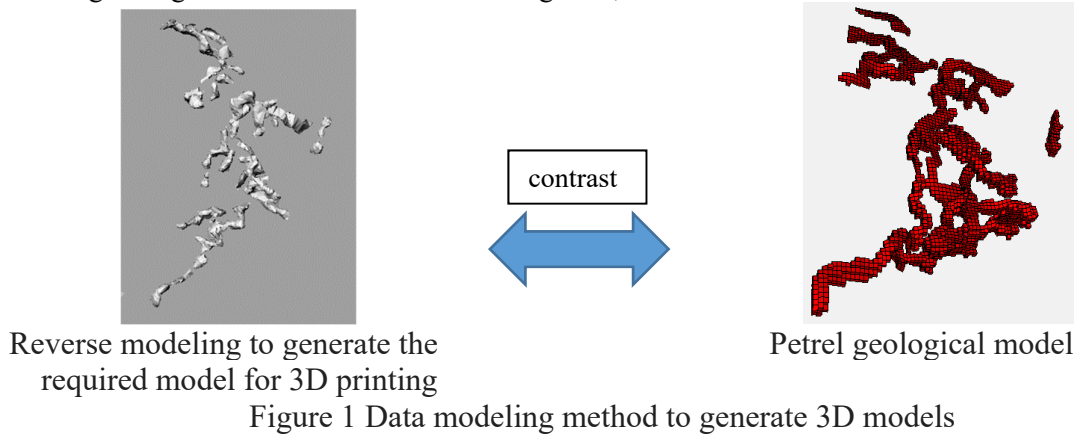 contrast
Reverse modeling to generate the
required model for 3D printing
Petrel geological model
Figure 1 Data modeling method to generate 3D models